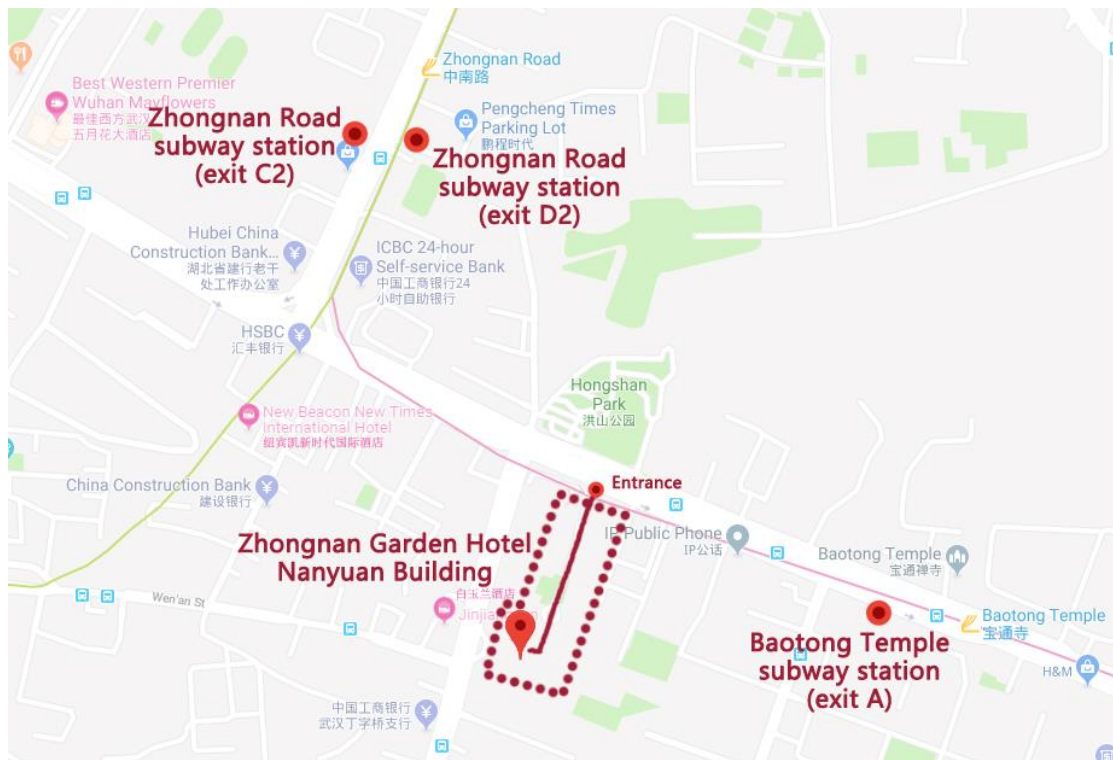 Zhongnan Road
中南路
Best Western Premier
Wuhan Mayflowers
最佳西方武汉
五月花大酒店
Zhongnan Road
subway station
(exit C2)
Pengcheng Times
Parking Lot
鹏程时代
Zhongnan Road
subway station
(exit D2)
Hubei China
Construction Bank...
湖北省建行老干
处工作办公室
ICBC 24-hour
Self-service Bank
中国工商银行24
小时自助银行
HSBC
汇丰银行
Hongshan
Park
洪山公园
New Beacon New Times
International Hotel
纽宾凯新时代国际酒店
China Construction Bank
建设银行
Entrance
IP Public Phone
IP公话
Zhongnan Garden Hotel
Nanyuan Building
Baotong Temple
宝通禅寺
白玉兰酒店
Wen'an St
Baotong Temple
宝通寺
Baotong Temple
subway station
(exit A)
H&M
中国工商银行
武汉丁字桥支行